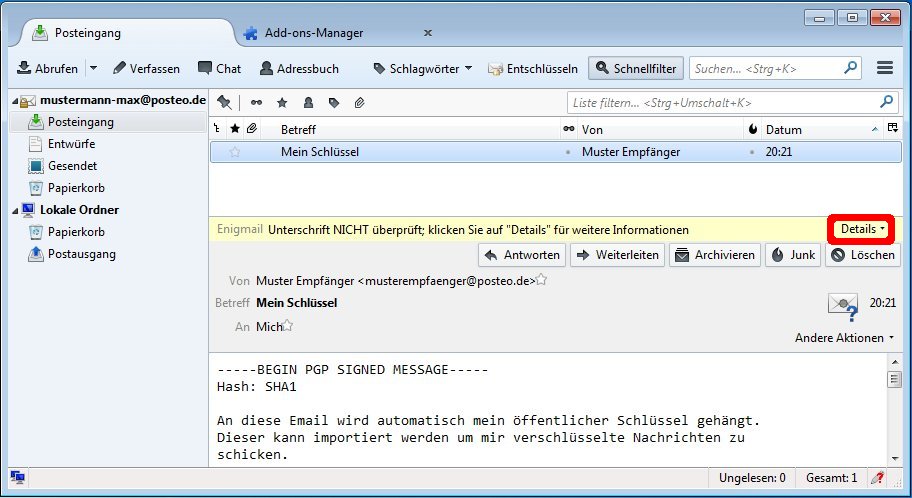 Posteingang Add-ons-Manager
Abrufen Verfassen Chat Adressbuch Schlagwörter Entschlüsseln Schnellfilter Suchen... <Strg+K>
mustermann-max@posteo.de
Posteingang
Entwürfe
Gesendet
Papierkorb
Lokale Ordner
Papierkorb
Postausgang
Liste filtern... <Strg+Umschalt+K>
Betreff Von Datum
Mein Schlüssel Muster Empfänger 20:21
Enigmail Unterschrift NICHT überprüft; klicken Sie auf "Details" für weitere Informationen Details
Antworten Weiterleiten Archivieren Junk Löschen
Von Muster Empfänger <musterempfaenger@posteo.de>
Betreff Mein Schlüssel 20:21
An Mich
Andere Aktionen
-----BEGIN PGP SIGNED MESSAGE-----
Hash: SHA1
An diese Email wird automatisch mein öffentlicher Schlüssel gehängt.
Dieser kann importiert werden um mir verschlüsselte Nachrichten zu
schicken.
Ungelesen: 0 Gesamt: 1